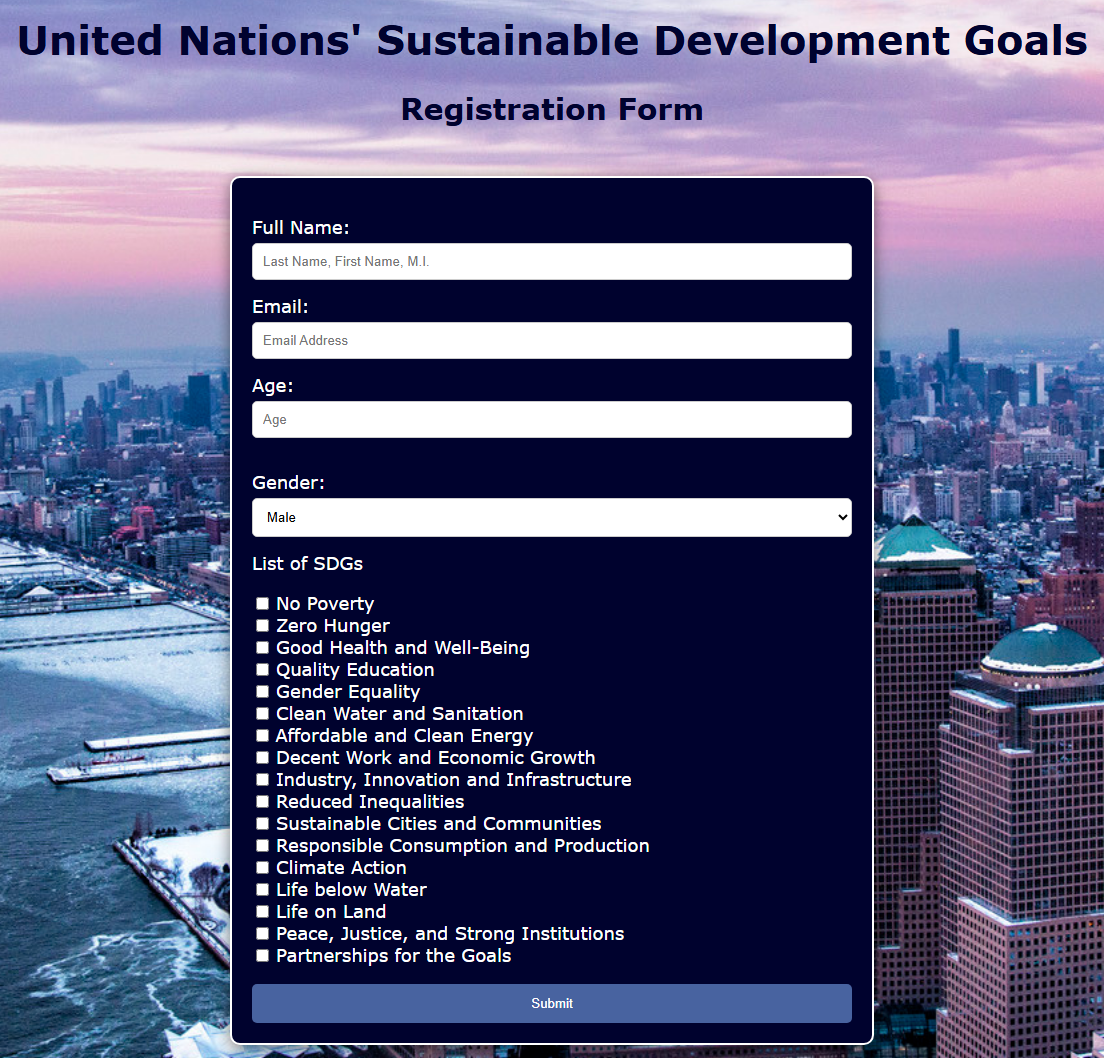 United Nations' Sustainable Development Goals
Registration Form
Full Name:
Last Name, First Name, M.I.
Email:
Email Address
Age:
Age
Gender:
Male
List of SDGs
No Poverty
Zero Hunger
Good Health and Well-Being
Quality Education
Gender Equality
Clean Water and Sanitation
Affordable and Clean Energy
Decent Work and Economic Growth
Industry, Innovation and Infrastructure
Reduced Inequalities
Sustainable Cities and Communities
Responsible Consumption and Production
Climate Action
Life below Water
Life on Land
Peace, Justice, and Strong Institutions
Partnerships for the Goals
Submit